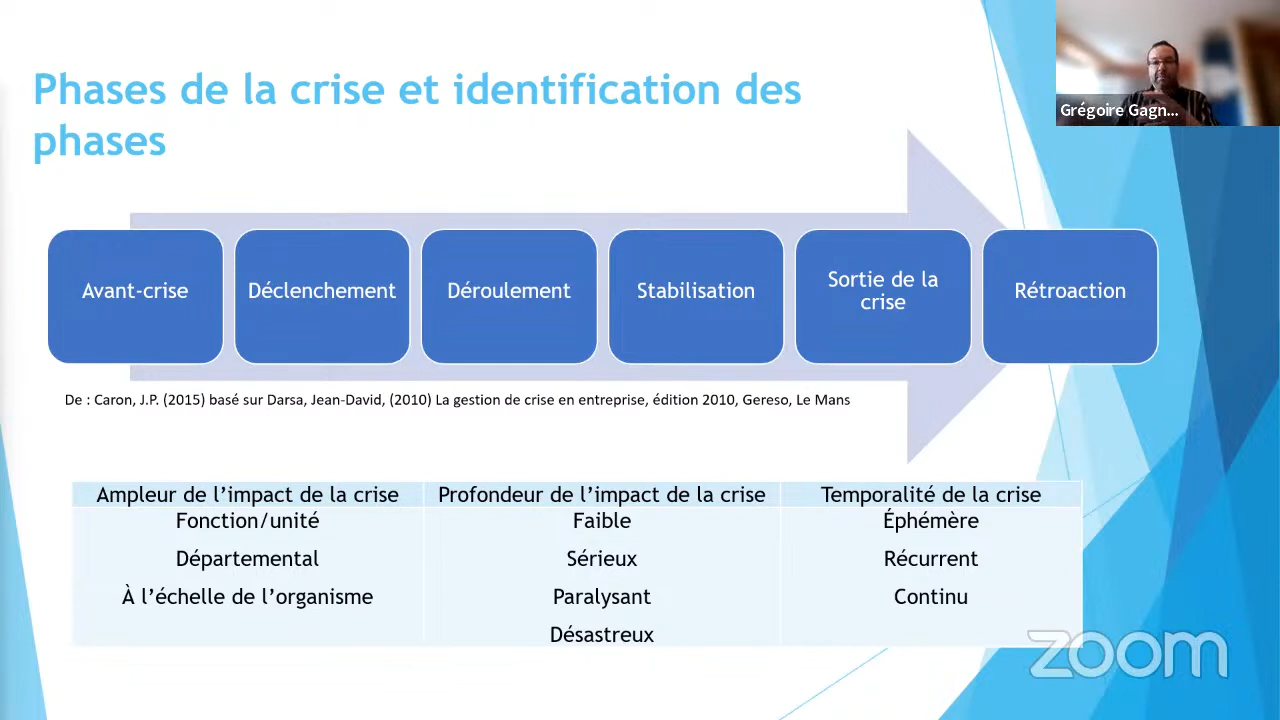 Phases de la crise et identification des
phases
Grégoire Gagn...
Avant-crise
Déclenchement
Déroulement
Stabilisation
Sortie de la
crise
Rétroaction
De : Caron, J.P. (2015) basé sur Darsa, Jean-David, (2010) La gestion de crise en entreprise, édition 2010, Gereso, Le Mans
Ampleur de l’impact de la crise Profondeur de l’impact de la crise Temporalité de la crise
Fonction/unité Faible Éphémère
Départemental Sérieux Récurrent
À l’échelle de l’organisme Paralysant Continu
Désastreux
zoom